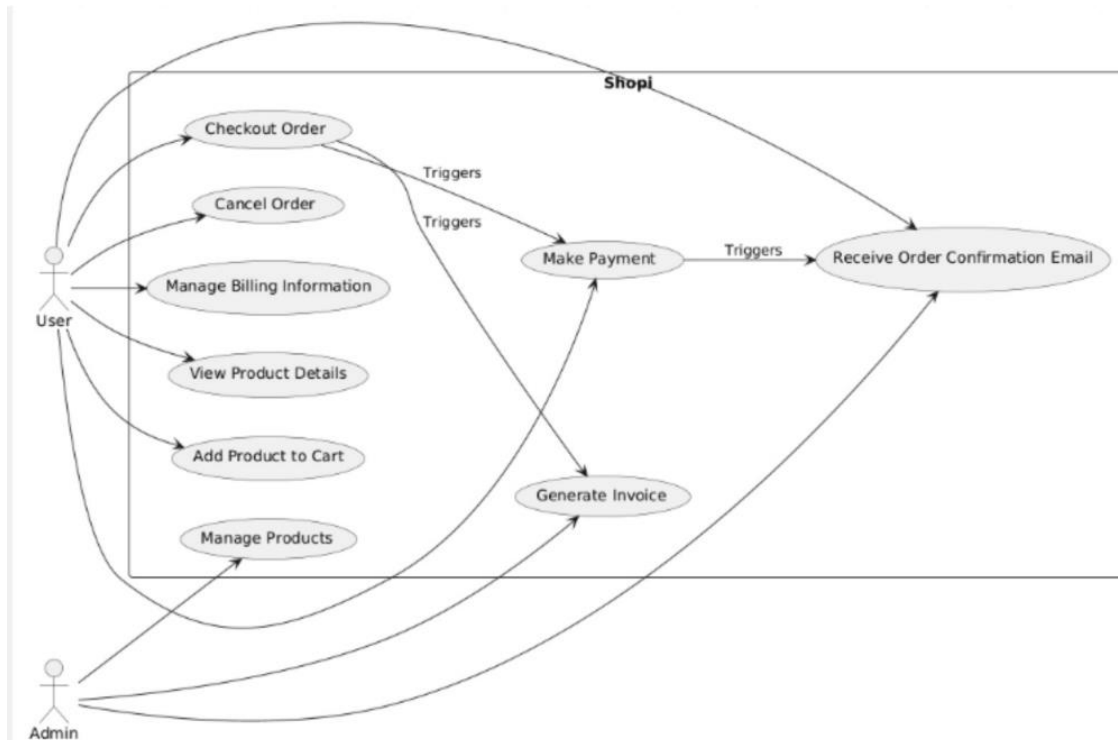 Shopi
Checkout Order
Triggers
Cancel Order
Triggers
Make Payment
Triggers
Receive Order Confirmation Email
Manage Billing Information
User
View Product Details
Add Product to Cart
Generate Invoice
Manage Products
Admin